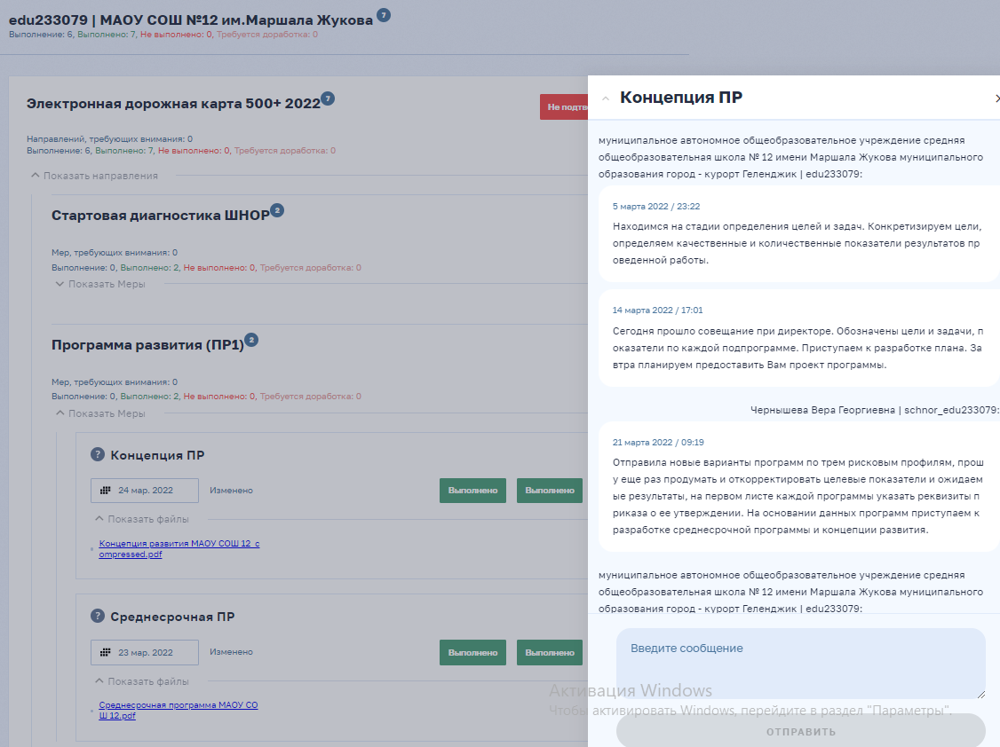 edu233079 | МАОУ СОШ №12 им.Маршала Жукова 7
Выполнение: 6, Выполнено: 7, Не выполнено: 0, Требуется доработка: 0
Электронная дорожная карта 500+ 2022 7
Не подтв
Направлений, требующих внимания: 0
Выполнение: 6, Выполнено: 7, Не выполнено: 0, Требуется доработка: 0
Показать направления
Стартовая диагностика ШНОР 2
Мер, требующих внимания: 0
Выполнение: 0, Выполнено: 2, Не выполнено: 0, Требуется доработка: 0
Показать Меры
Программа развития (ПР1) 2
Мер, требующих внимания: 0
Выполнение: 0, Выполнено: 2, Не выполнено: 0, Требуется доработка: 0
Показать Меры
? Концепция ПР
24 мар. 2022 Изменено Выполнено Выполнено
Показать файлы
Концепция развития МАОУ СОШ 12_c
ompressed.pdf
? Среднесрочная ПР
23 мар. 2022 Изменено Выполнено Выполнено
Показать файлы
Среднесрочная программа МАОУ СО
Ш 12.pdf
Концепция ПР
муниципальное автономное общеобразовательное учреждение средняя
общеобразовательная школа № 12 имени Маршала Жукова муниципального
образования город - курорт Геленджик | edu233079:
5 марта 2022 / 23:22
Находимся на стадии определения целей и задач. Конкретизируем цели,
определяем качественные и количественные показатели результатов пр
оведенной работы.
14 марта 2022 / 17:01
Сегодня прошло совещание при директоре. Обозначены цели и задачи, п
оказатели по каждой подпрограмме. Приступаем к разработке плана. За
втра планируем предоставить Вам проект программы.
Чернышева Вера Георгиевна | schnor_edu233079:
21 марта 2022 / 09:19
Отправила новые варианты программ по трем рисковым профилям, прош
у еще раз продумать и откорректировать целевые показатели и ожидаем
ые результаты, на первом листе каждой программы указать реквизиты п
риказа о ее утверждении. На основании данных программ приступаем к
разработке среднесрочной программы и концепции развития.
муниципальное автономное общеобразовательное учреждение средняя
общеобразовательная школа № 12 имени Маршала Жукова муниципального
образования город - курорт Геленджик | edu233079:
Введите сообщение
Активация Windows
Чтобы активировать Windows, перейдите в раздел "Параметры".
ОТПРАВИТЬ